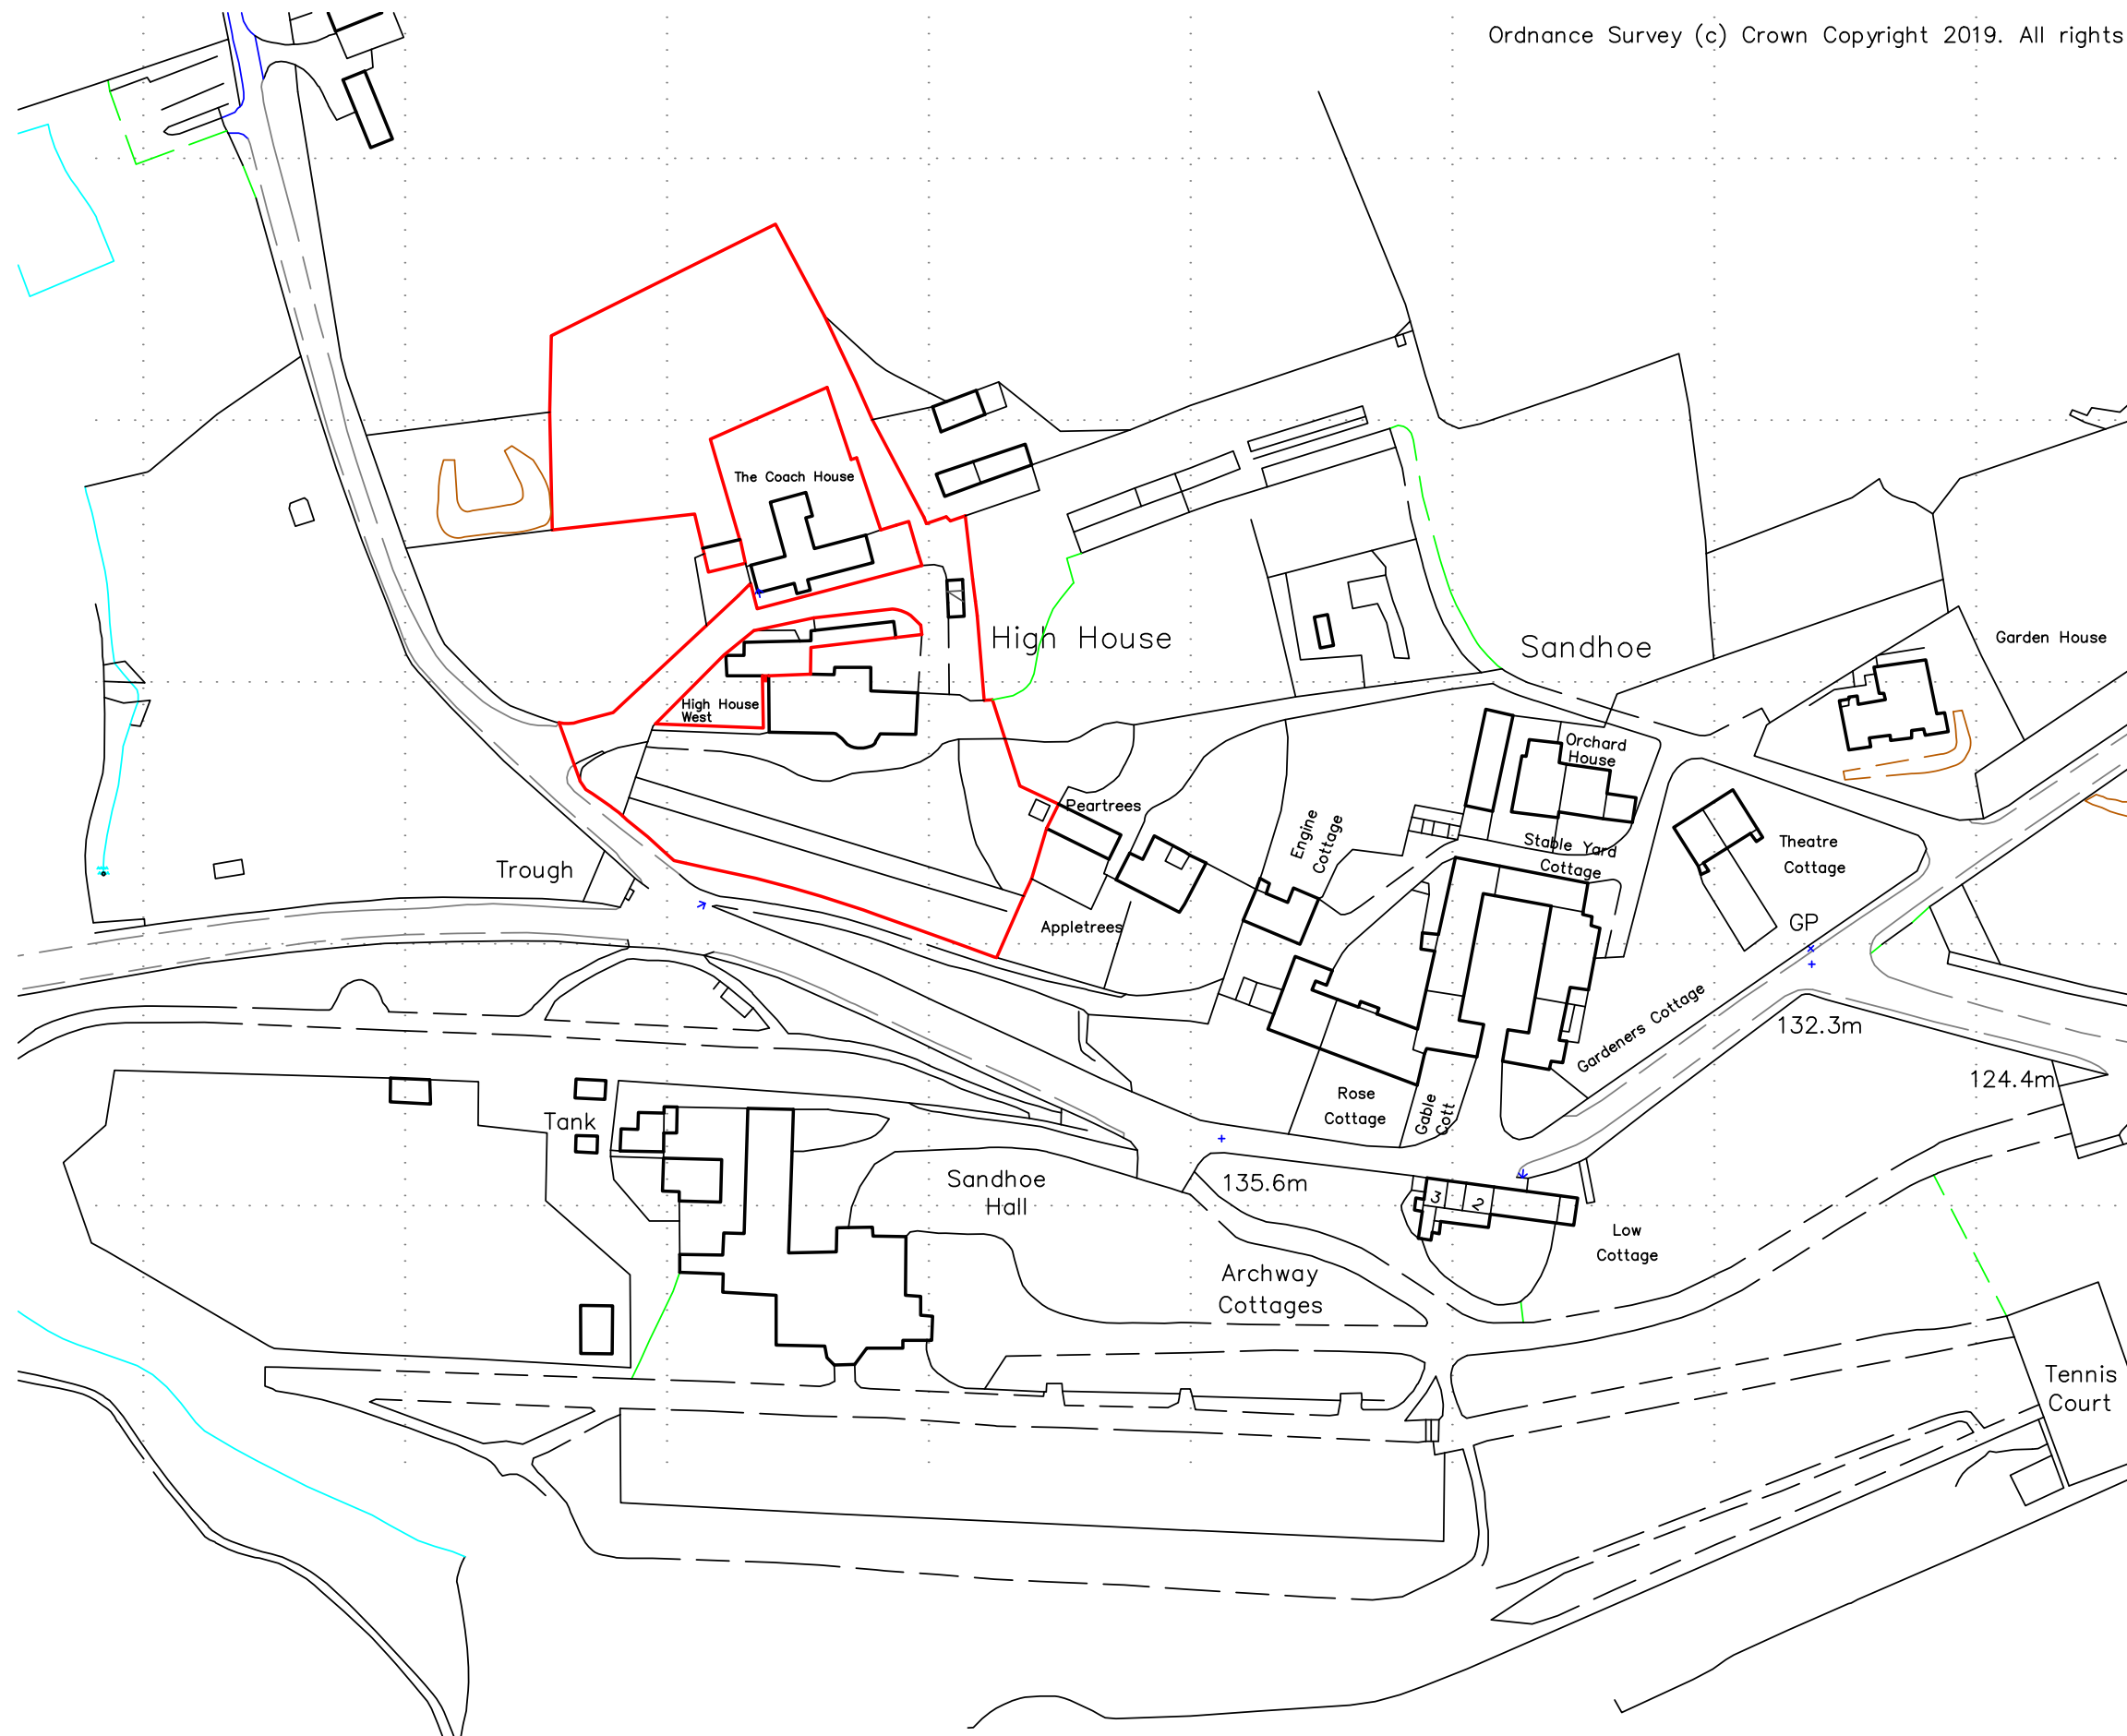 Ordnance Survey (c) Crown Copyright 2019. All rights
The Coach House
High House
Sandhoe
Garden House
High House
West
Orchard
House
Peartrees
Engine
Cottage
Stable Yard
Cottage
Theatre
Cottage
Trough
GP
Appletrees
Gardeners Cottage
132.3m
124.4m
Rose
Cottage
Gable
Cott
Tank
Sandhoe
Hall
135.6m
3
2
Low
Cottage
Archway
Cottages
Tennis
Court